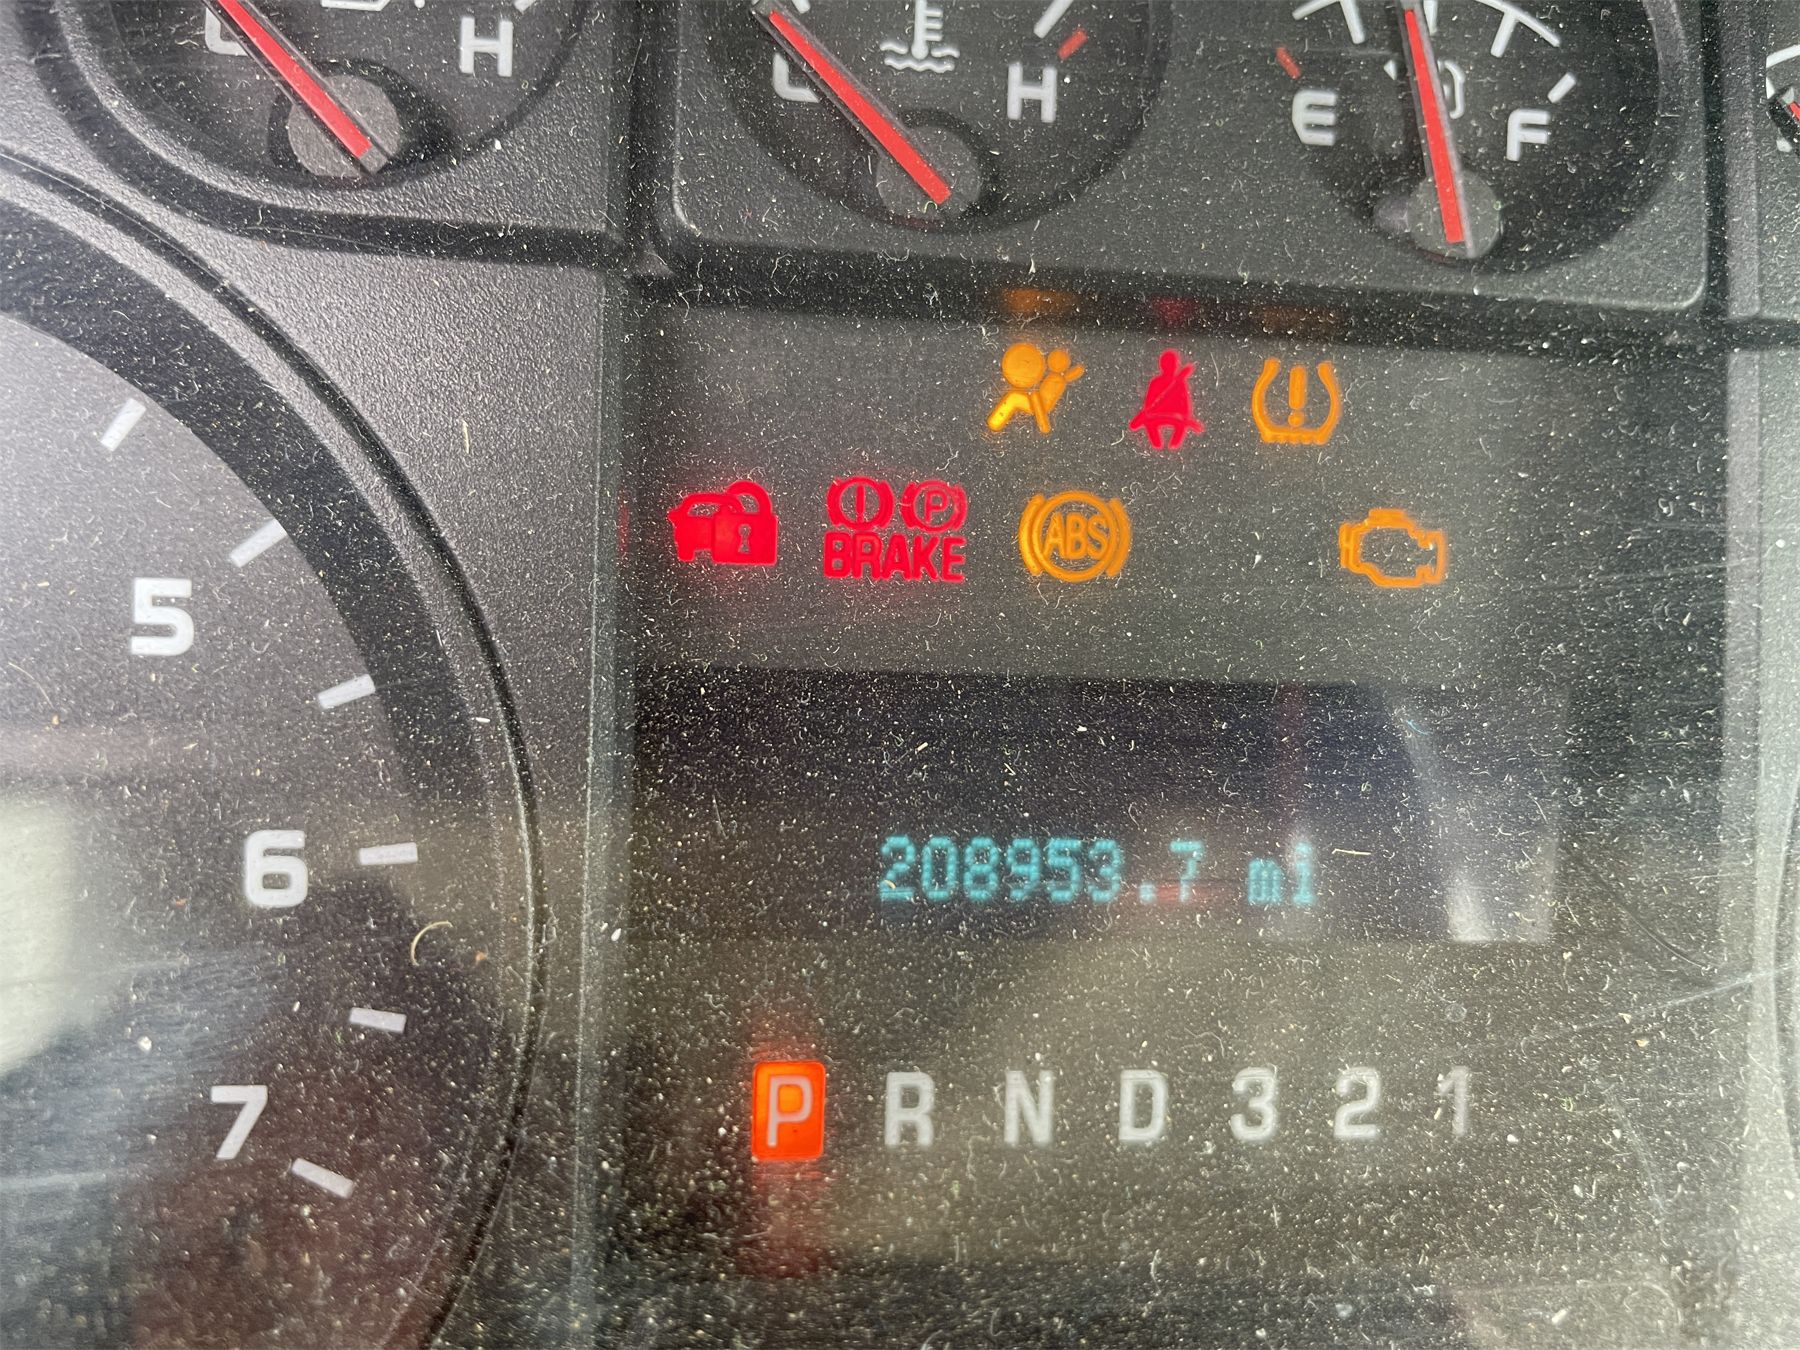 C H
C H
E F
5
P
BRAKE
ABS
208953.7 mi
6
7
P R N D 3 2 1